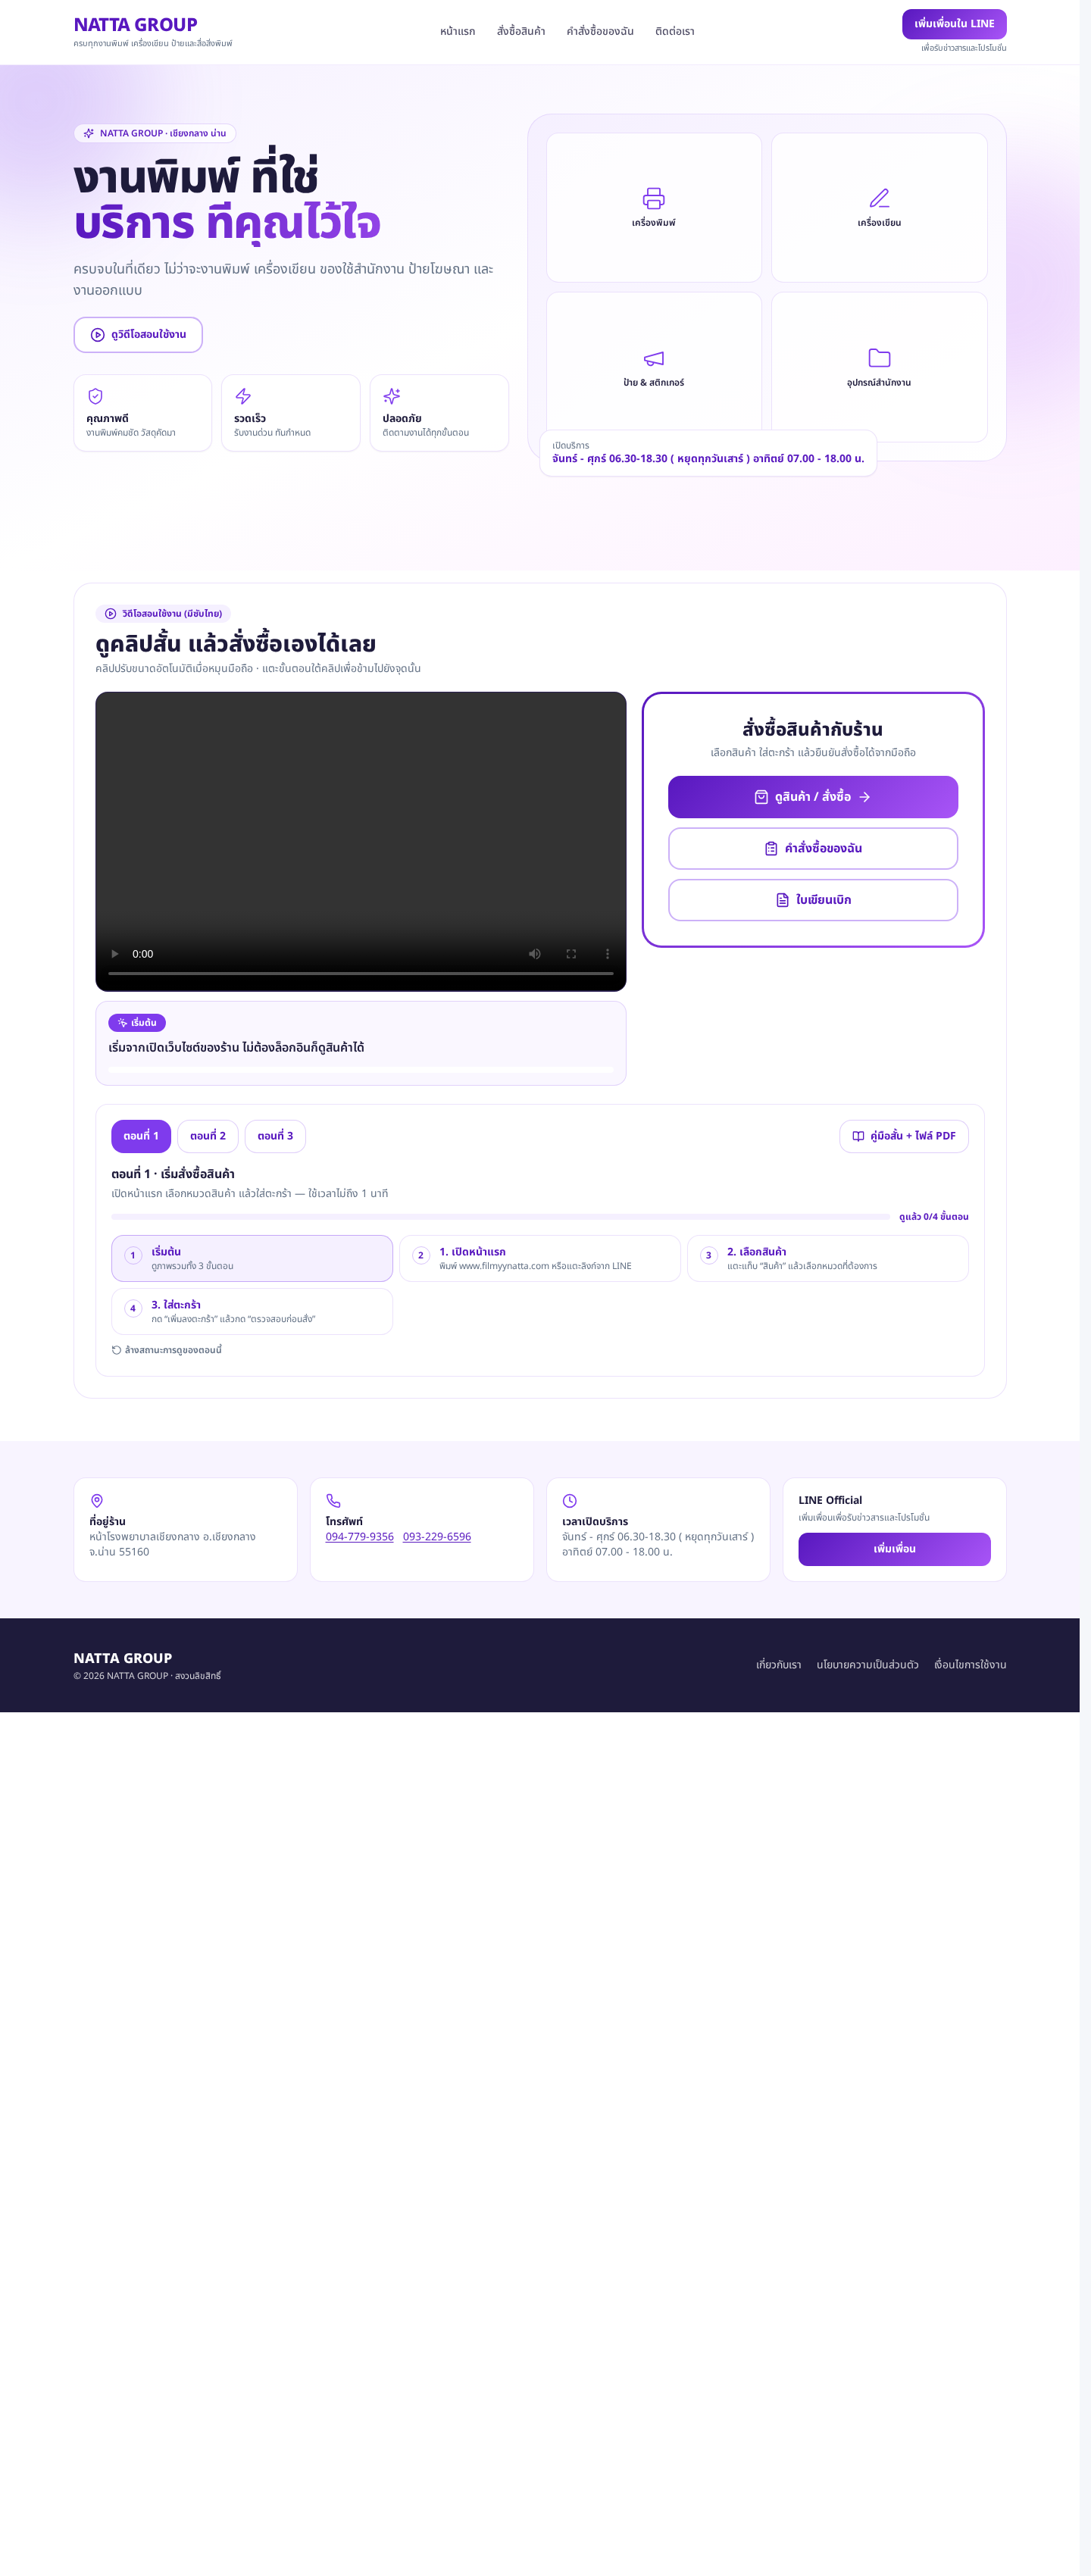 NATTA GROUP
ครบทุกงานพิมพ์ เครื่องเขียน ป้ายและสื่อสิ่งพิมพ์
หน้าแรก
สั่งซื้อสินค้า
คำสั่งซื้อของฉัน
ติดต่อเรา
เพิ่มเพื่อนใน LINE
เพื่อรับข่าวสารและโปรโมชั่น
NATTA GROUP · เชียงกลาง น่าน
งานพิมพ์ ที่ใช่
บริการ ที่คุณไว้ใจ
ครบจบในที่เดียว ไม่ว่าจะงานพิมพ์ เครื่องเขียน ของใช้สำนักงาน ป้ายโฆษณา และ
งานออกแบบ
ดูวิดีโอสอนใช้งาน
คุณภาพดี
งานพิมพ์คมชัด วัสดุคัดมา
รวดเร็ว
รับงานด่วน ทันกำหนด
ปลอดภัย
ติดตามงานได้ทุกขั้นตอน
เครื่องพิมพ์
เครื่องเขียน
ป้าย & สติกเกอร์
อุปกรณ์สำนักงาน
เปิดบริการ
จันทร์ - ศุกร์ 06.30-18.30 ( หยุดทุกวันเสาร์ ) อาทิตย์ 07.00 - 18.00 น.
วิดีโอสอนใช้งาน (มีซับไทย)
ดูคลิปสั้น แล้วสั่งซื้อเองได้เลย
คลิปปรับขนาดอัตโนมัติเมื่อหมุนมือถือ · แตะขั้นตอนใต้คลิปเพื่อข้ามไปยังจุดนั้น
0:00
เริ่มต้น
เริ่มจากเปิดเว็บไซต์ของร้าน ไม่ต้องล็อกอินก็ดูสินค้าได้
สั่งซื้อสินค้ากับร้าน
เลือกสินค้า ใส่ตะกร้า แล้วยืนยันสั่งซื้อได้จากมือถือ
ดูสินค้า / สั่งซื้อ
คำสั่งซื้อของฉัน
ใบเขียนเบิก
ตอนที่ 1
ตอนที่ 2
ตอนที่ 3
คู่มือสั้น + ไฟล์ PDF
ตอนที่ 1 · เริ่มสั่งซื้อสินค้า
เปิดหน้าแรก เลือกหมวดสินค้า แล้วใส่ตะกร้า — ใช้เวลาไม่ถึง 1 นาที
ดูแล้ว 0/4 ขั้นตอน
1
เริ่มต้น
ดูภาพรวมทั้ง 3 ขั้นตอน
2
1. เปิดหน้าแรก
พิมพ์ www.filmyynatta.com หรือแตะลิงก์จาก LINE
3
2. เลือกสินค้า
แตะแท็บ “สินค้า” แล้วเลือกหมวดที่ต้องการ
4
3. ใส่ตะกร้า
กด “เพิ่มลงตะกร้า” แล้วกด “ตรวจสอบก่อนสั่ง”
ล้างสถานะการดูของตอนนี้
ที่อยู่ร้าน
หน้าโรงพยาบาลเชียงกลาง อ.เชียงกลาง
จ.น่าน 55160
โทรศัพท์
094-779-9356 093-229-6596
เวลาเปิดบริการ
จันทร์ - ศุกร์ 06.30-18.30 ( หยุดทุกวันเสาร์ )
อาทิตย์ 07.00 - 18.00 น.
LINE Official
เพิ่มเพื่อนเพื่อรับข่าวสารและโปรโมชั่น
เพิ่มเพื่อน
NATTA GROUP
© 2026 NATTA GROUP · สงวนลิขสิทธิ์
เกี่ยวกับเรา
นโยบายความเป็นส่วนตัว
เงื่อนไขการใช้งาน